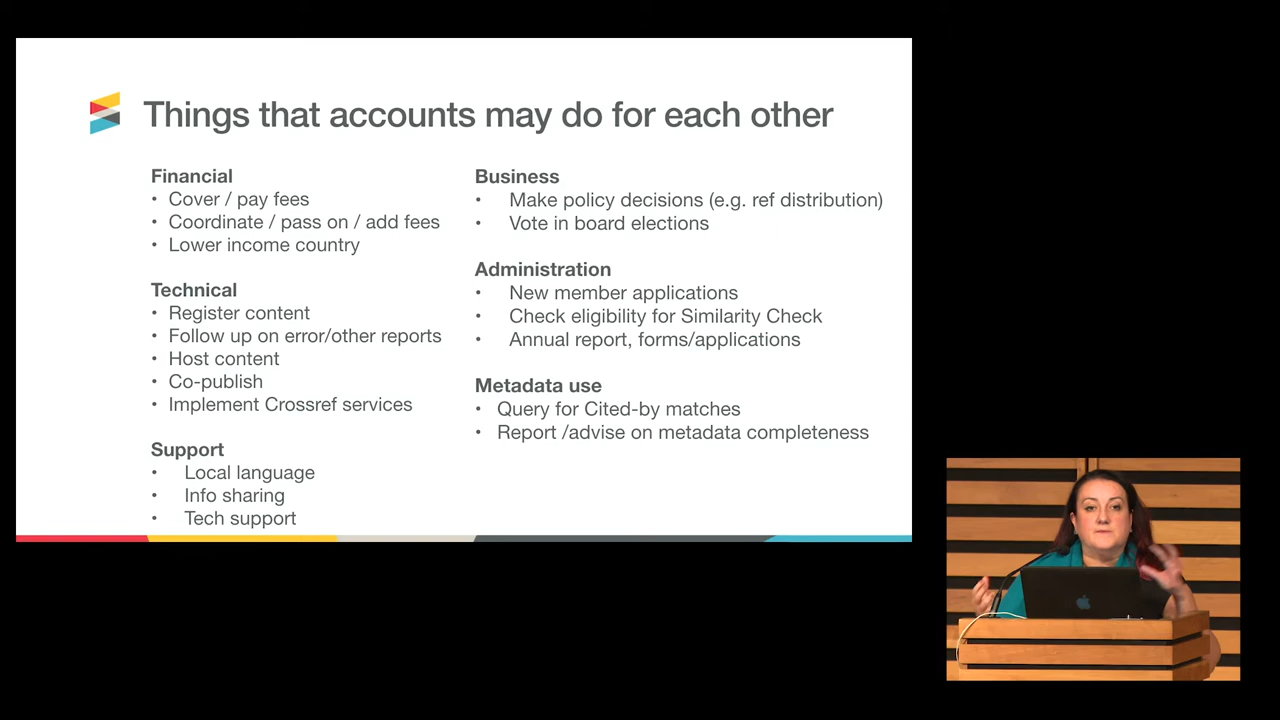 Things that accounts may do for each other
Financial
• Cover / pay fees
• Coordinate / pass on / add fees
• Lower income country
Technical
• Register content
• Follow up on error/other reports
• Host content
• Co-publish
• Implement Crossref services
Support
• Local language
• Info sharing
• Tech support
Business
• Make policy decisions (e.g. ref distribution)
• Vote in board elections
Administration
• New member applications
• Check eligibility for Similarity Check
• Annual report, forms/applications
Metadata use
• Query for Cited-by matches
• Report /advise on metadata completeness